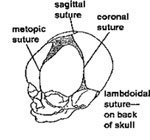 sagittal
suture
metopic
suture
coronal
suture
lambdoidal
suture—
on back
of skull